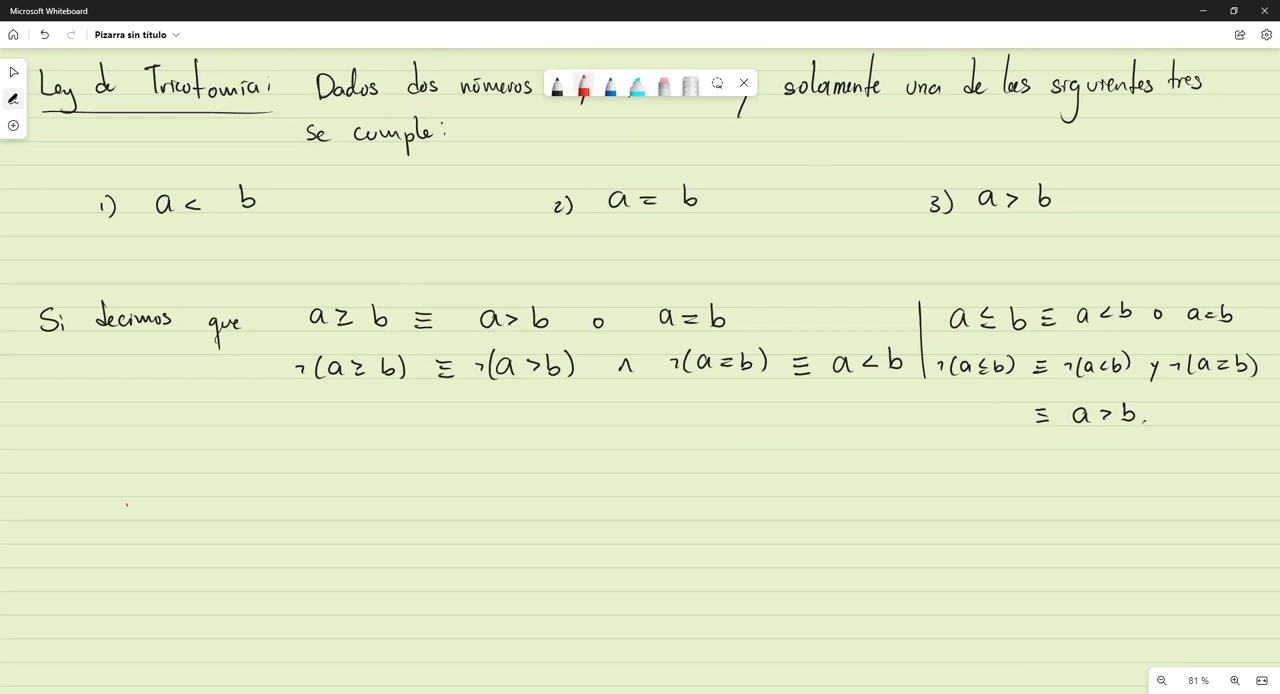 Microsoft Whiteboard
Pizarra sin título
Ley de Tricotomía: Dados dos números solamente una de las siguientes tres
se cumple:
1) a < b 2) a = b 3) a > b
Si decimos que a ≥ b ≡ a > b o a = b | a ≤ b ≡ a < b o a = b
¬(a ≥ b) ≡ ¬(a > b) ∧ ¬(a = b) ≡ a < b | ¬(a ≤ b) ≡ ¬(a < b) y ¬(a = b)
≡ a > b.
81 %